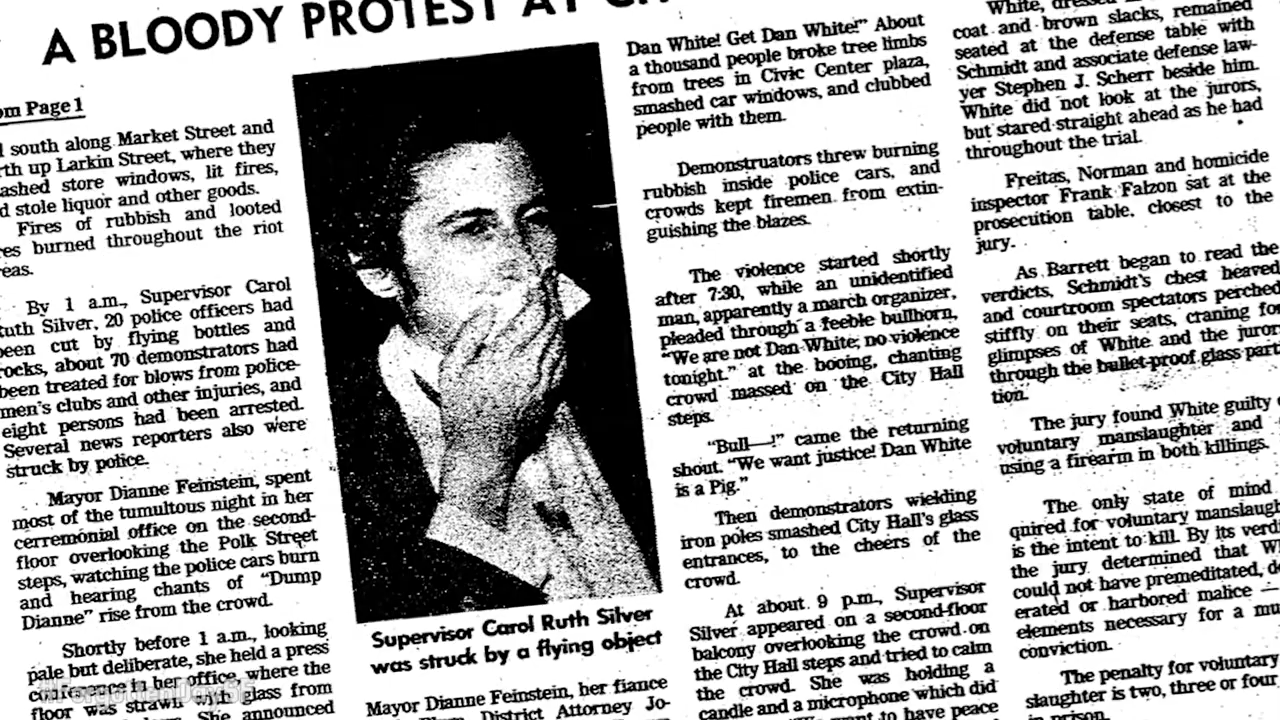 A BLOODY PROTEST AT
om Page 1
south along Market Street and
rth up Larkin Street, where they
ashed store windows, lit fires,
d stole liquor and other goods.
Fires of rubbish and looted
res burned throughout the riot
reas.
By 1 a.m., Supervisor Carol
Ruth Silver, 20 police officers had
been cut by flying bottles and
rocks, about 70 demonstrators had
been treated for blows from police-
men's clubs and other injuries, and
eight persons had been arrested.
Several news reporters also were
struck by police.
Mayor Dianne Feinstein, spent
most of the tumultous night in her
cerremonial office on the second-
floor overlooking the Polk Street
steps, watching the police cars burn
and hearing chants of "Dump
Dianne" rise from the crowd.
Shortly before 1 a.m., looking
pale but deliberate, she held a press
conference in her office, where the
floor was strawn with glass from
She announced
#ForgottenDay
Supervisor Carol Ruth Silver
was struck by a flying object
Mayor Dianne Feinstein, her fiance
District Attorney Jo-
Dan White! Get Dan White!" About
a thousand people broke tree limbs
from trees in Civic Center plaza,
smashed car windows, and clubbed
people with them.
Demonstruators threw burning
rubbish inside police cars, and
crowds kept firemen from extin-
guishing the blazes.
The violence started shortly
after 7:30, while an unidentified
man, apparently a march organizer,
pleaded through a feeble bullhorn,
"We are not Dan White; no violence
tonight." at the booing, chanting
crowd massed on the City Hall
steps.
"Bull—!" came the returning
shout. "We want justice! Dan White
is a Pig."
Then demonstrators wielding
iron poles smashed City Hall's glass
entrances, to the cheers of the
crowd.
At about 9 p.m., Supervisor
Silver appeared on a second-floor
balcony overlooking the crowd on
the City Hall steps and tried to calm
the crowd. She was holding a
candle and a microphone which did
want to have peace
White, dressed
coat and brown slacks, remained
seated at the defense table with
Schmidt and associate defense law-
yer Stephen J. Scherr beside him.
White did not look at the jurors,
but stared straight ahead as he had
throughout the trial.
Freitas, Norman and homicide
inspector Frank Falzon sat at the
prosecution table, closest to the
jury.
As Barrett began to read the
verdicts, Schmidt's chest heaved
and courtroom spectators perched
stiffly on their seats, craning for
glimpses of White and the juror
through the bullet-proof glass parti
tion.
The jury found White guilty
voluntary manslaughter and
using a firearm in both killings.
The only state of mind
quired for voluntary manslaugh
is the intent to kill. By its verdi
the jury determined that W
could not have premeditated, de
erated or harbored malice —
elements necessary for a mu
conviction.
The penalty for voluntary
slaughter is two, three or four
in prison.